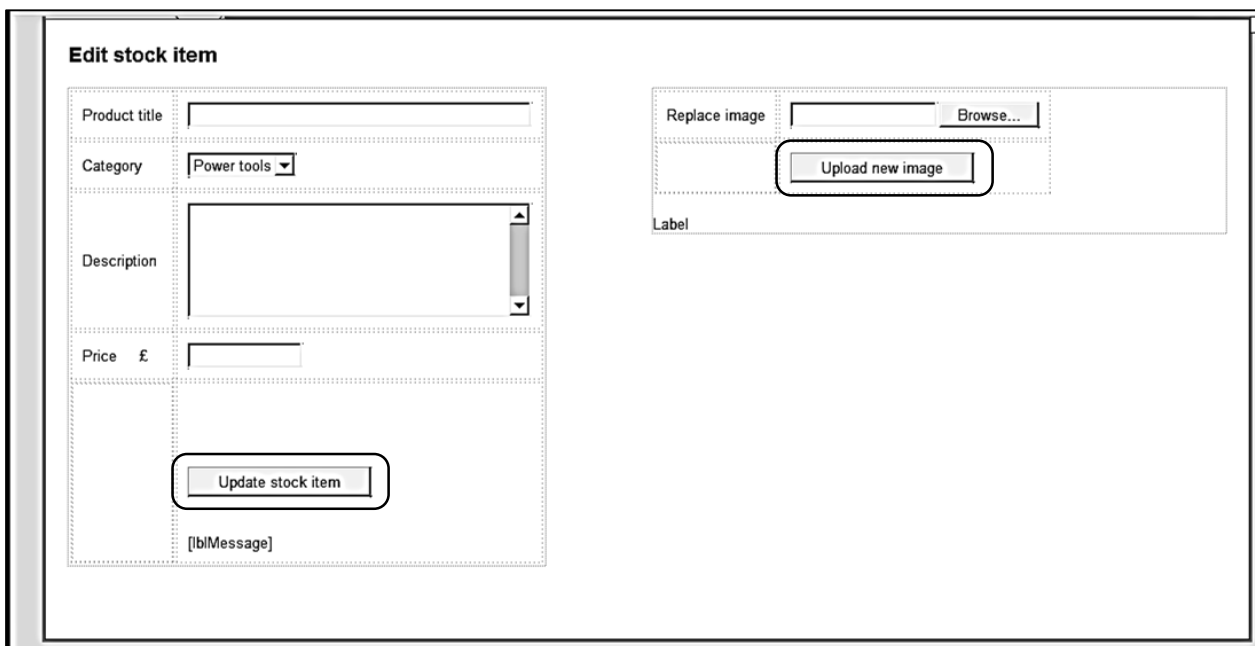 Edit stock item
Product title
Category Power tools
Description
Price £
Update stock item
[lblMessage]
Replace image Browse...
Upload new image
Label